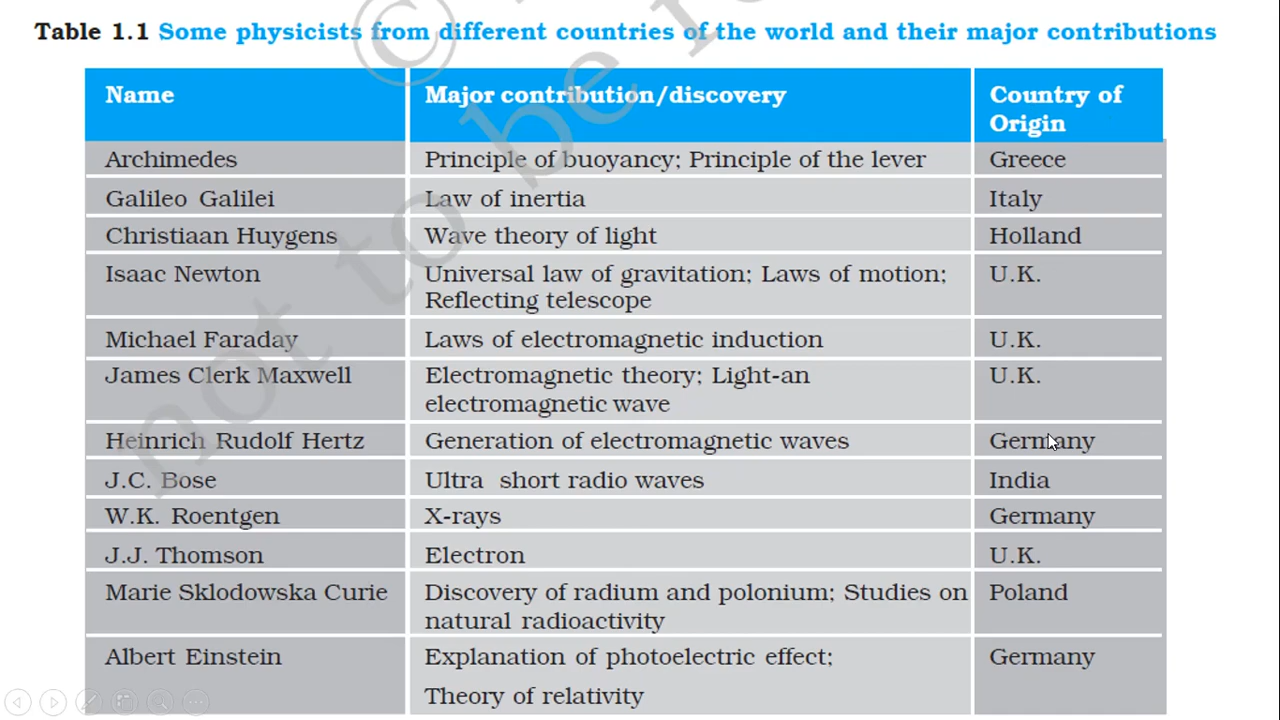 Table 1.1 Some physicists from different countries of the world and their major contributions
Name Major contribution/discovery Country of
Origin
Archimedes Principle of buoyancy; Principle of the lever Greece
Galileo Galilei Law of inertia Italy
Christiaan Huygens Wave theory of light Holland
Isaac Newton Universal law of gravitation; Laws of motion; U.K.
Reflecting telescope
Michael Faraday Laws of electromagnetic induction U.K.
James Clerk Maxwell Electromagnetic theory; Light-an U.K.
electromagnetic wave
Heinrich Rudolf Hertz Generation of electromagnetic waves Germany
J.C. Bose Ultra short radio waves India
W.K. Roentgen X-rays Germany
J.J. Thomson Electron U.K.
Marie Sklodowska Curie Discovery of radium and polonium; Studies on Poland
natural radioactivity
Albert Einstein Explanation of photoelectric effect; Germany
Theory of relativity
©
not to be